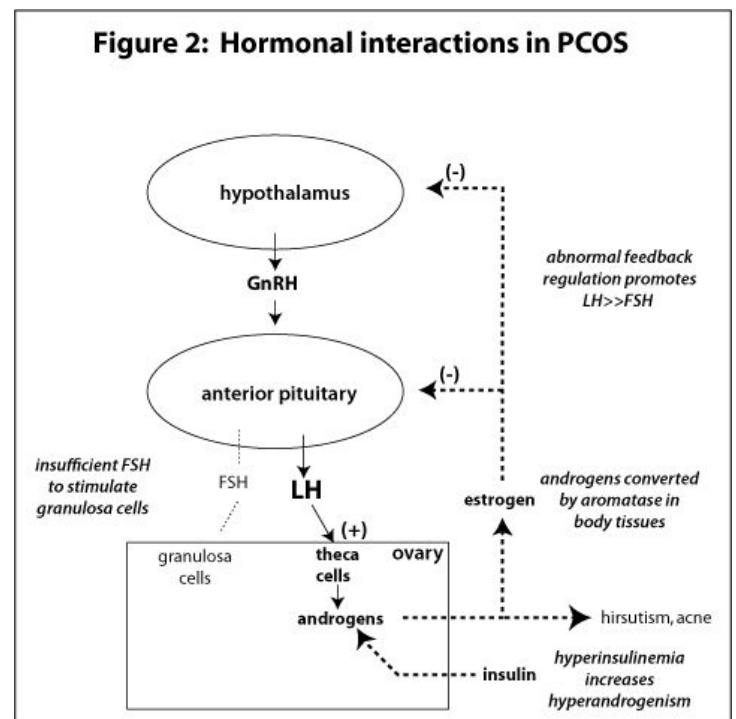 Figure 2: Hormonal interactions in PCOS
(-)
hypothalamus
abnormal feedback
regulation promotes
LH>>FSH
GnRH
(-)
anterior pituitary
insufficient FSH
to stimulate
granulosa cells
FSH
LH
estrogen
androgens converted
by aromatase in
body tissues
(+)
granulosa
cells
theca
cells
ovary
androgens
hirsutism, acne
insulin
hyperinsulinemia
increases
hyperandrogenism